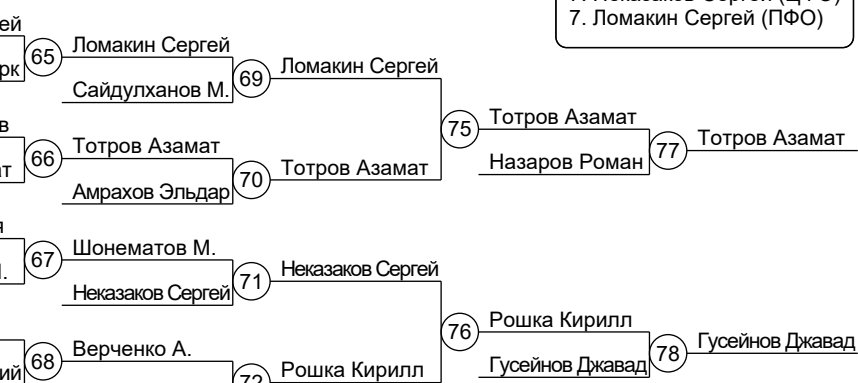 7. Ломакин Сергей (ПФО)
65
Ломакин Сергей
Сайдулханов М.
69
Ломакин Сергей
75
Тотров Азамат
Назаров Роман
77
Тотров Азамат
66
Тотров Азамат
Амрахов Эльдар
70
Тотров Азамат
67
Шонематов М.
Неказаков Сергей
71
Неказаков Сергей
76
Рошка Кирилл
Гусейнов Джавад
78
Гусейнов Джавад
68
Верченко А.
72
Рошка Кирилл